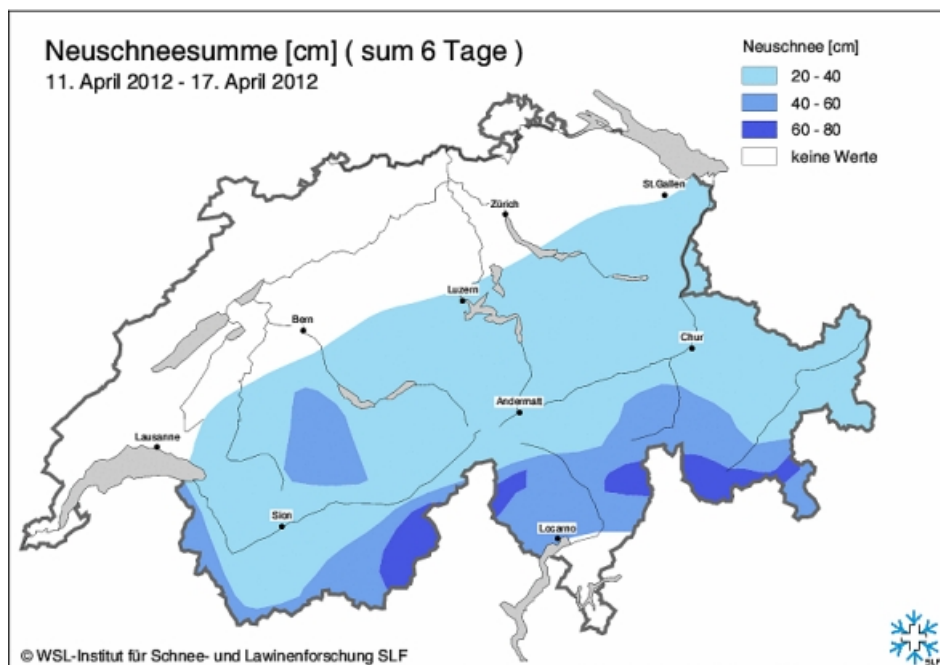 Neuschneesumme [cm] ( sum 6 Tage )
11. April 2012 - 17. April 2012
Neuschnee [cm]
20 - 40
40 - 60
60 - 80
keine Werte
St.Gallen
Zürich
Luzern
Bern
Chur
Andermatt
Lausanne
Sion
Locarno
© WSL-Institut für Schnee- und Lawinenforschung SLF
SLF